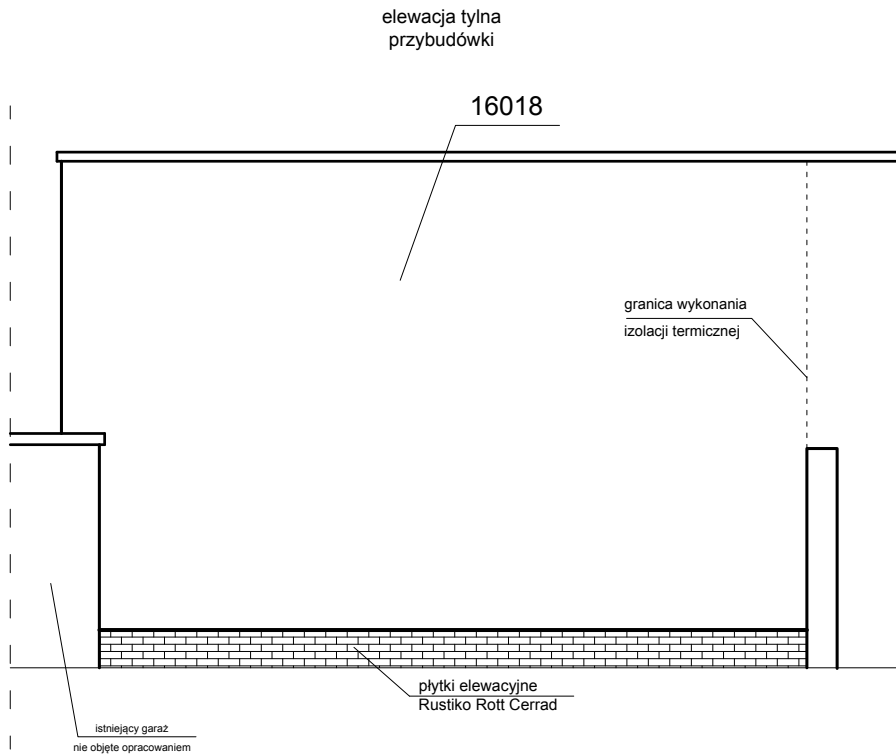 elewacja tylna
przybudówki
16018
granica wykonania
izolacji termicznej
płytki elewacyjne
Rustiko Rott Cerrad
istniejący garaż
nie objęte opracowaniem